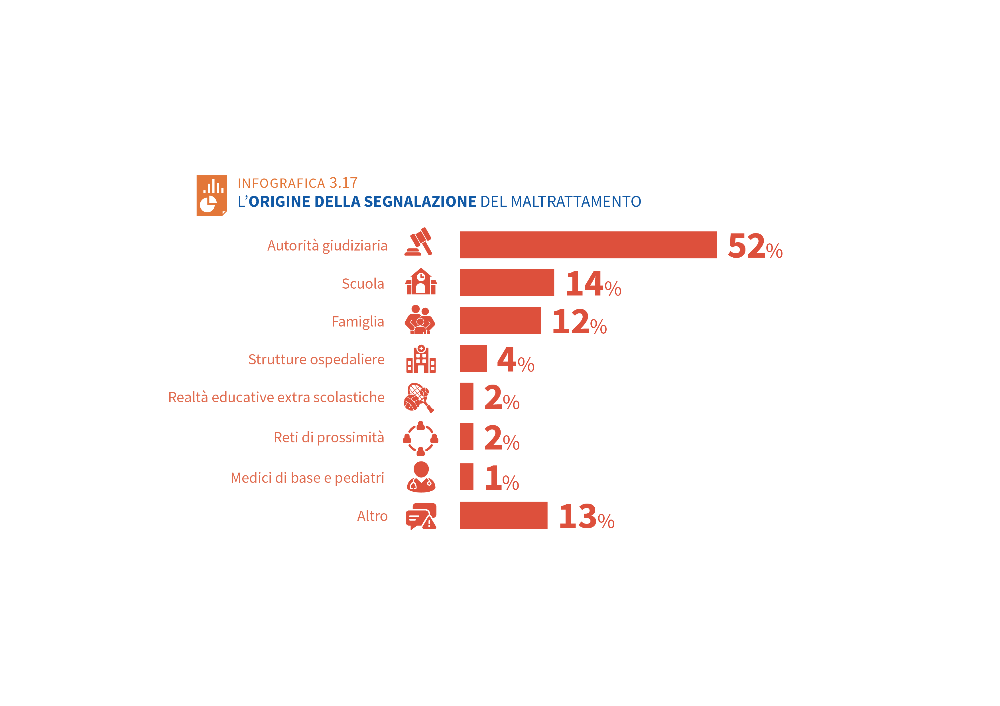 INFOGRAFICA 3.17
L’ORIGINE DELLA SEGNALAZIONE DEL MALTRATTAMENTO
Autorità giudiziaria 52%
Scuola 14%
Famiglia 12%
Strutture ospedaliere 4%
Realtà educative extra scolastiche 2%
Reti di prossimità 2%
Medici di base e pediatri 1%
Altro 13%